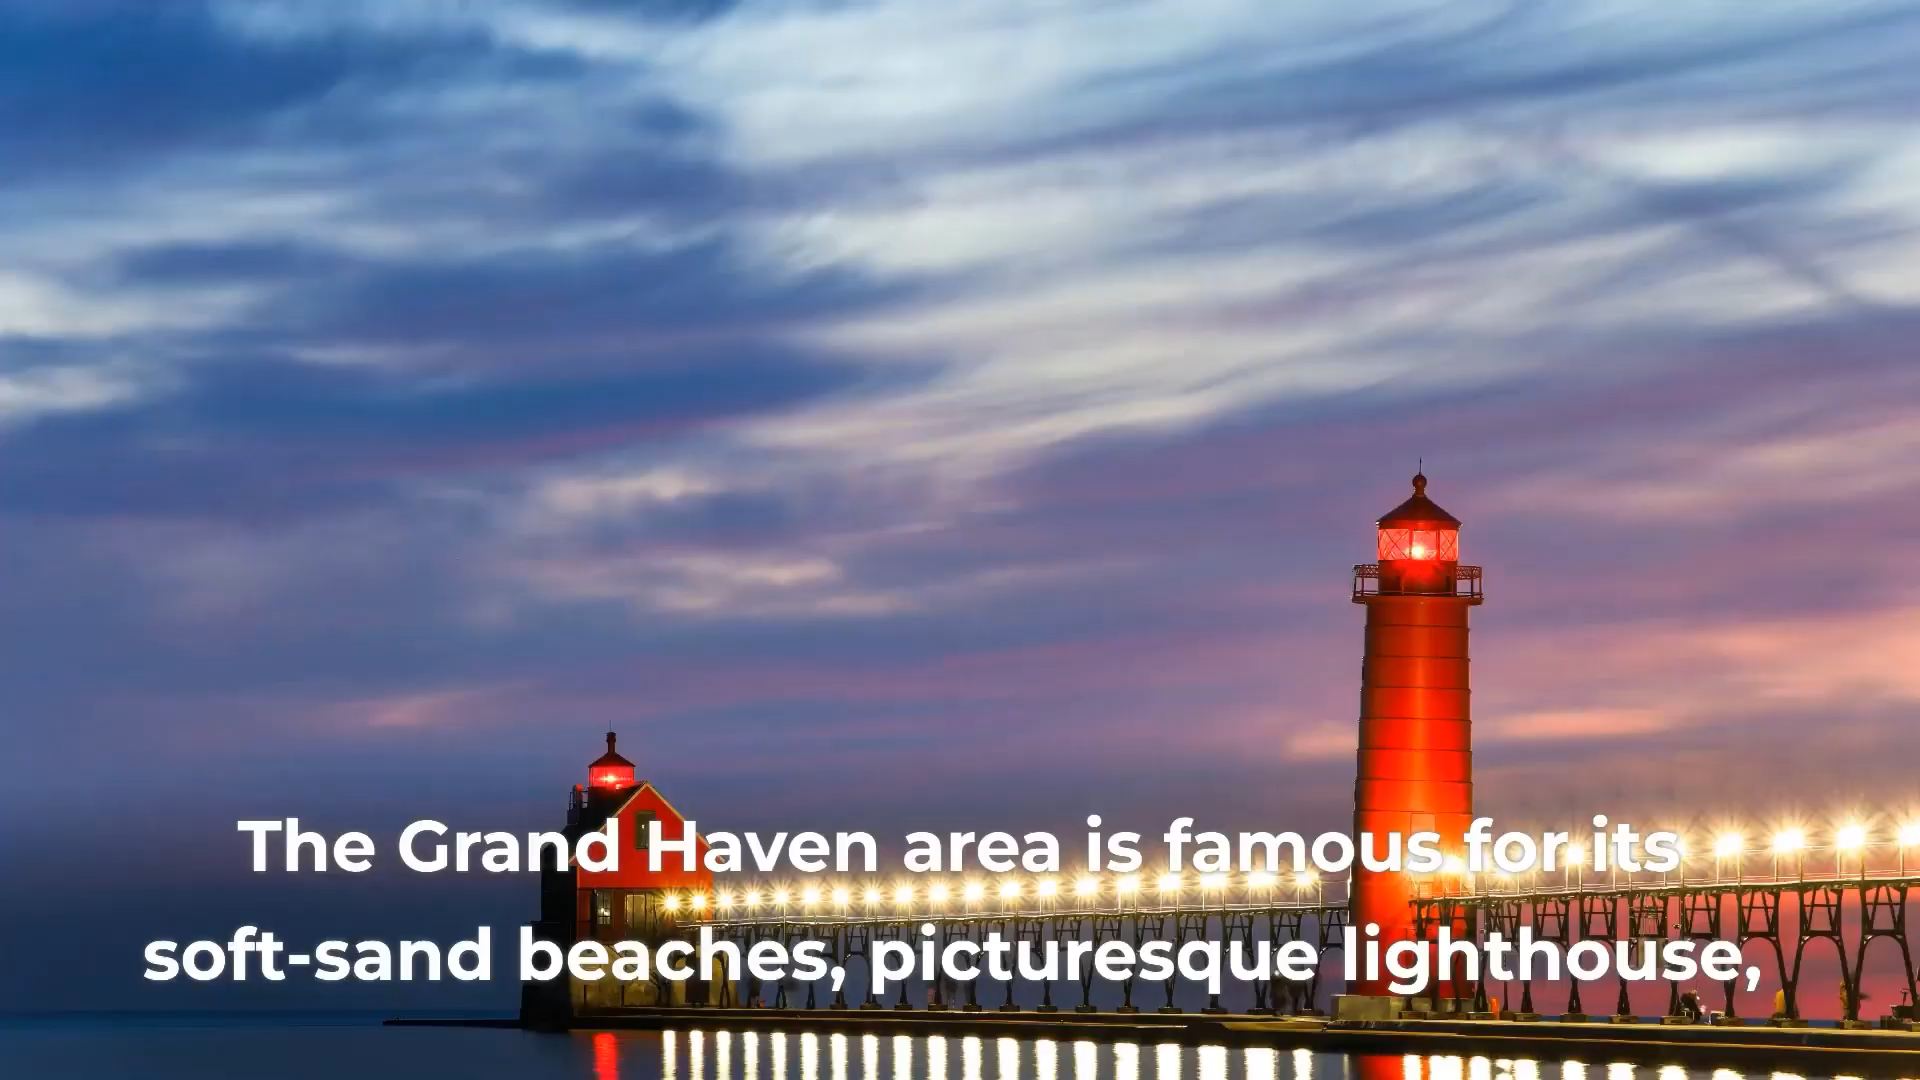 The Grand Haven area is famous for its
soft-sand beaches, picturesque lighthouse,